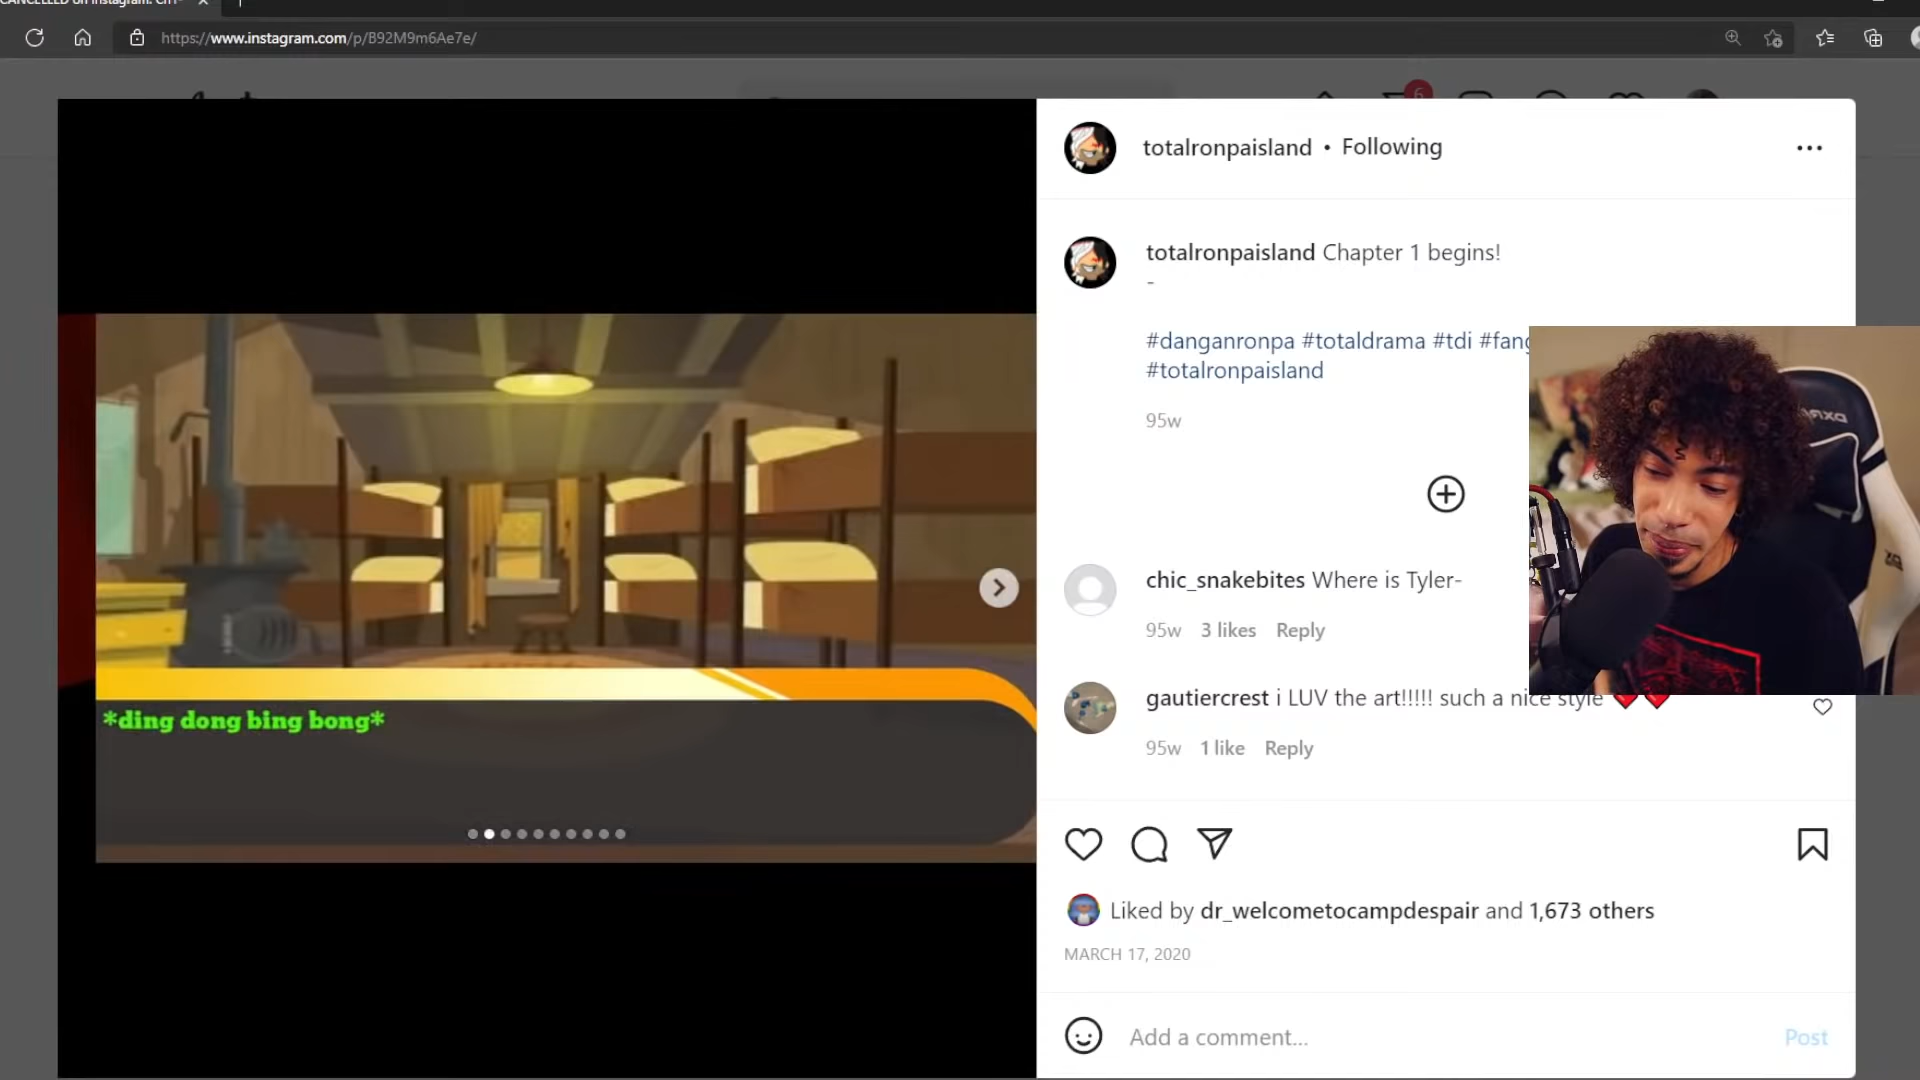 https://www.instagram.com/p/B92M9m6Ae7e/
6
totalronpaisland • Following
totalronpaisland Chapter 1 begins!
-
#danganronpa #totaldrama #tdi
#totalronpaisland
95w
DXR
chic_snakebites Where is Tyler-
95w 3 likes Reply
gautiercrest i LUV the art!!!!! such a nice style ❤️❤️
95w 1 like Reply
*ding dong bing bong*
Liked by dr_welcometocampdespair and 1,673 others
MARCH 17, 2020
Add a comment...
Post